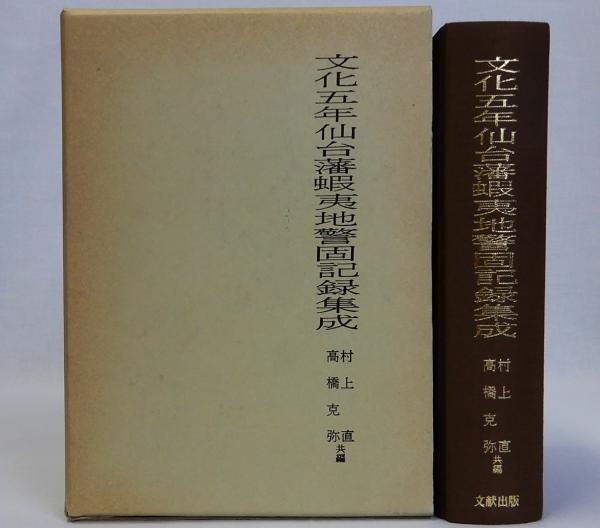 文化五年仙台藩蝦夷地警固記録集成
村上直
高橋克弥
共編
文化五年仙台藩蝦夷地警固記録集成
村上直
高橋克弥
共編
文献出版